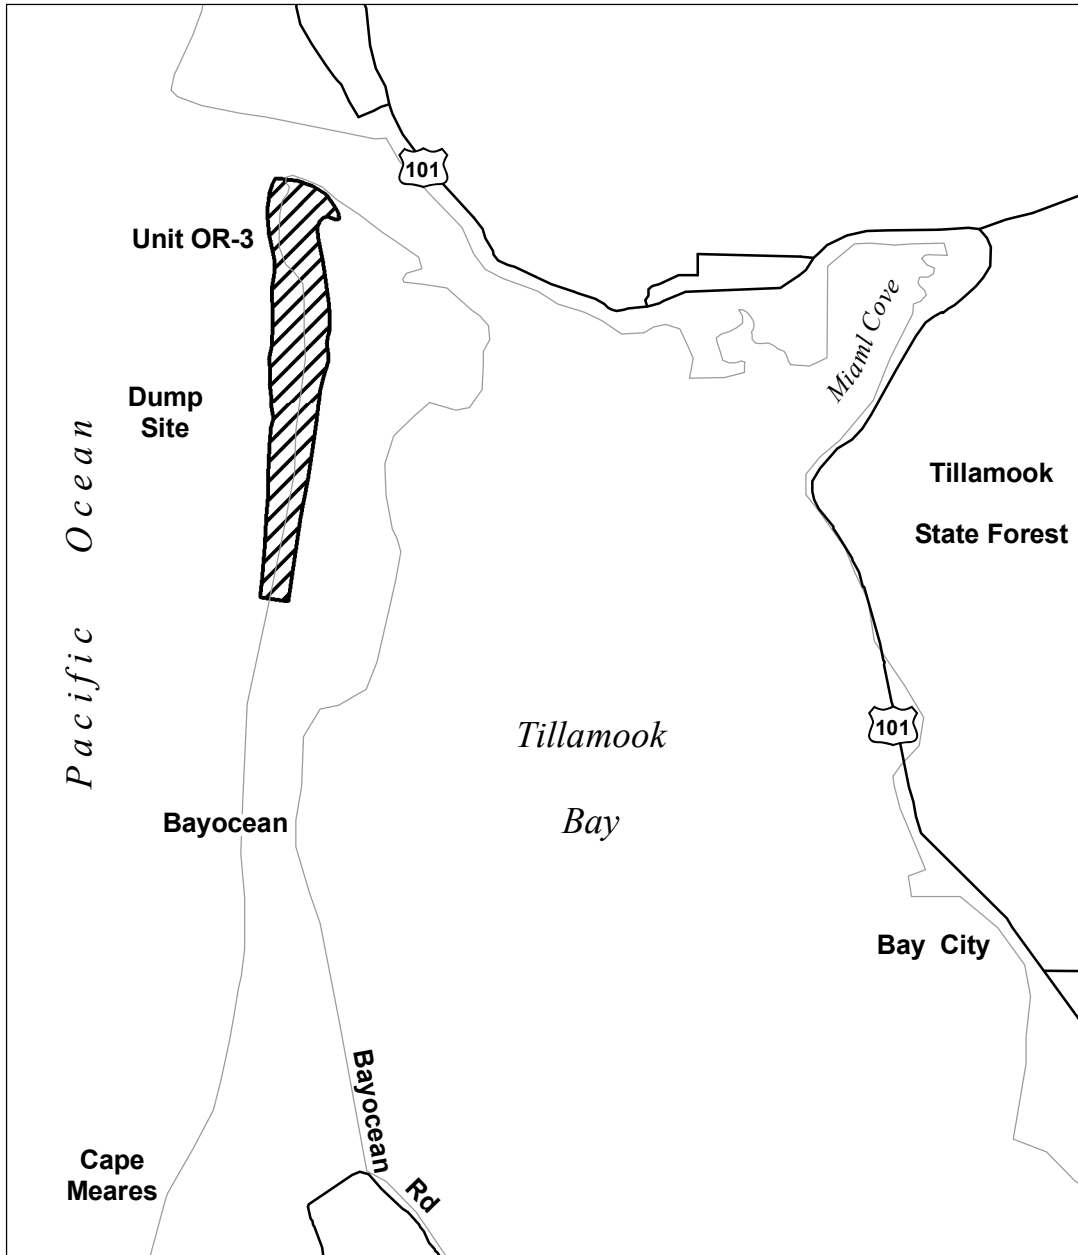 101
Unit OR-3
Miaml Cove
Dump
Site
Pacific Ocean
Tillamook
State Forest
101
Tillamook
Bay
Bayocean
Bay City
Bayocean Rd
Cape
Meares